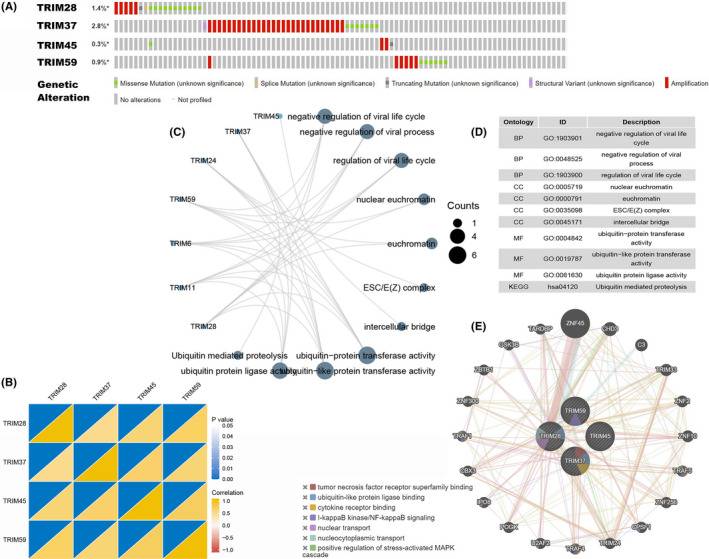 (A)
TRIM28 1.4%*
TRIM37 2.8%*
TRIM45 0.3%*
TRIM59 0.9%*
Genetic Alteration
Missense Mutation (unknown significance) Splice Mutation (unknown significance) Truncating Mutation (unknown significance) Structural Variant (unknown significance) Amplification
No alterations - Not profiled
(C)
TRIM45
TRIM37
TRIM24
TRIM59
TRIM6
TRIM11
TRIM28
negative regulation of viral life cycle
negative regulation of viral process
regulation of viral life cycle
nuclear euchromatin
euchromatin
ESC/E(Z) complex
intercellular bridge
ubiquitin−protein transferase activity
ubiquitin−like protein transferase activity
ubiquitin protein ligase activity
Ubiquitin mediated proteolysis
Counts
1
4
6
(D)
Ontology ID Description
BP GO:1903901 negative regulation of viral life cycle
BP GO:0048525 negative regulation of viral process
BP GO:1903900 regulation of viral life cycle
CC GO:0005719 nuclear euchromatin
CC GO:0000791 euchromatin
CC GO:0035098 ESC/E(Z) complex
CC GO:0045171 intercellular bridge
MF GO:0004842 ubiquitin−protein transferase activity
MF GO:0019787 ubiquitin−like protein transferase activity
MF GO:0061630 ubiquitin protein ligase activity
KEGG hsa04120 Ubiquitin mediated proteolysis
(B)
TRIM28 TRIM37 TRIM45 TRIM59
TRIM28
TRIM37
TRIM45
TRIM59
P value
0.05
0.04
0.03
0.02
0.01
0.00
Correlation
1.0
0.5
0.0
−0.5
−1.0
(E)
ZNF45
CHD3
C3
TRIM33
ZNF2
ZNF10
TRAF5
ZNF256
CPSF1
TRIM24
TRAF4
U2AF2
POGK
IPO8
CBX1
TRAF1
ZNF300
ZBTB1
GSK3B
TARDBP
TRIM59
TRIM28
TRIM45
TRIM37
tumor necrosis factor receptor superfamily binding
ubiquitin-like protein ligase binding
cytokine receptor binding
I-kappaB kinase/NF-kappaB signaling
nuclear transport
nucleocytoplasmic transport
positive regulation of stress-activated MAPK cascade